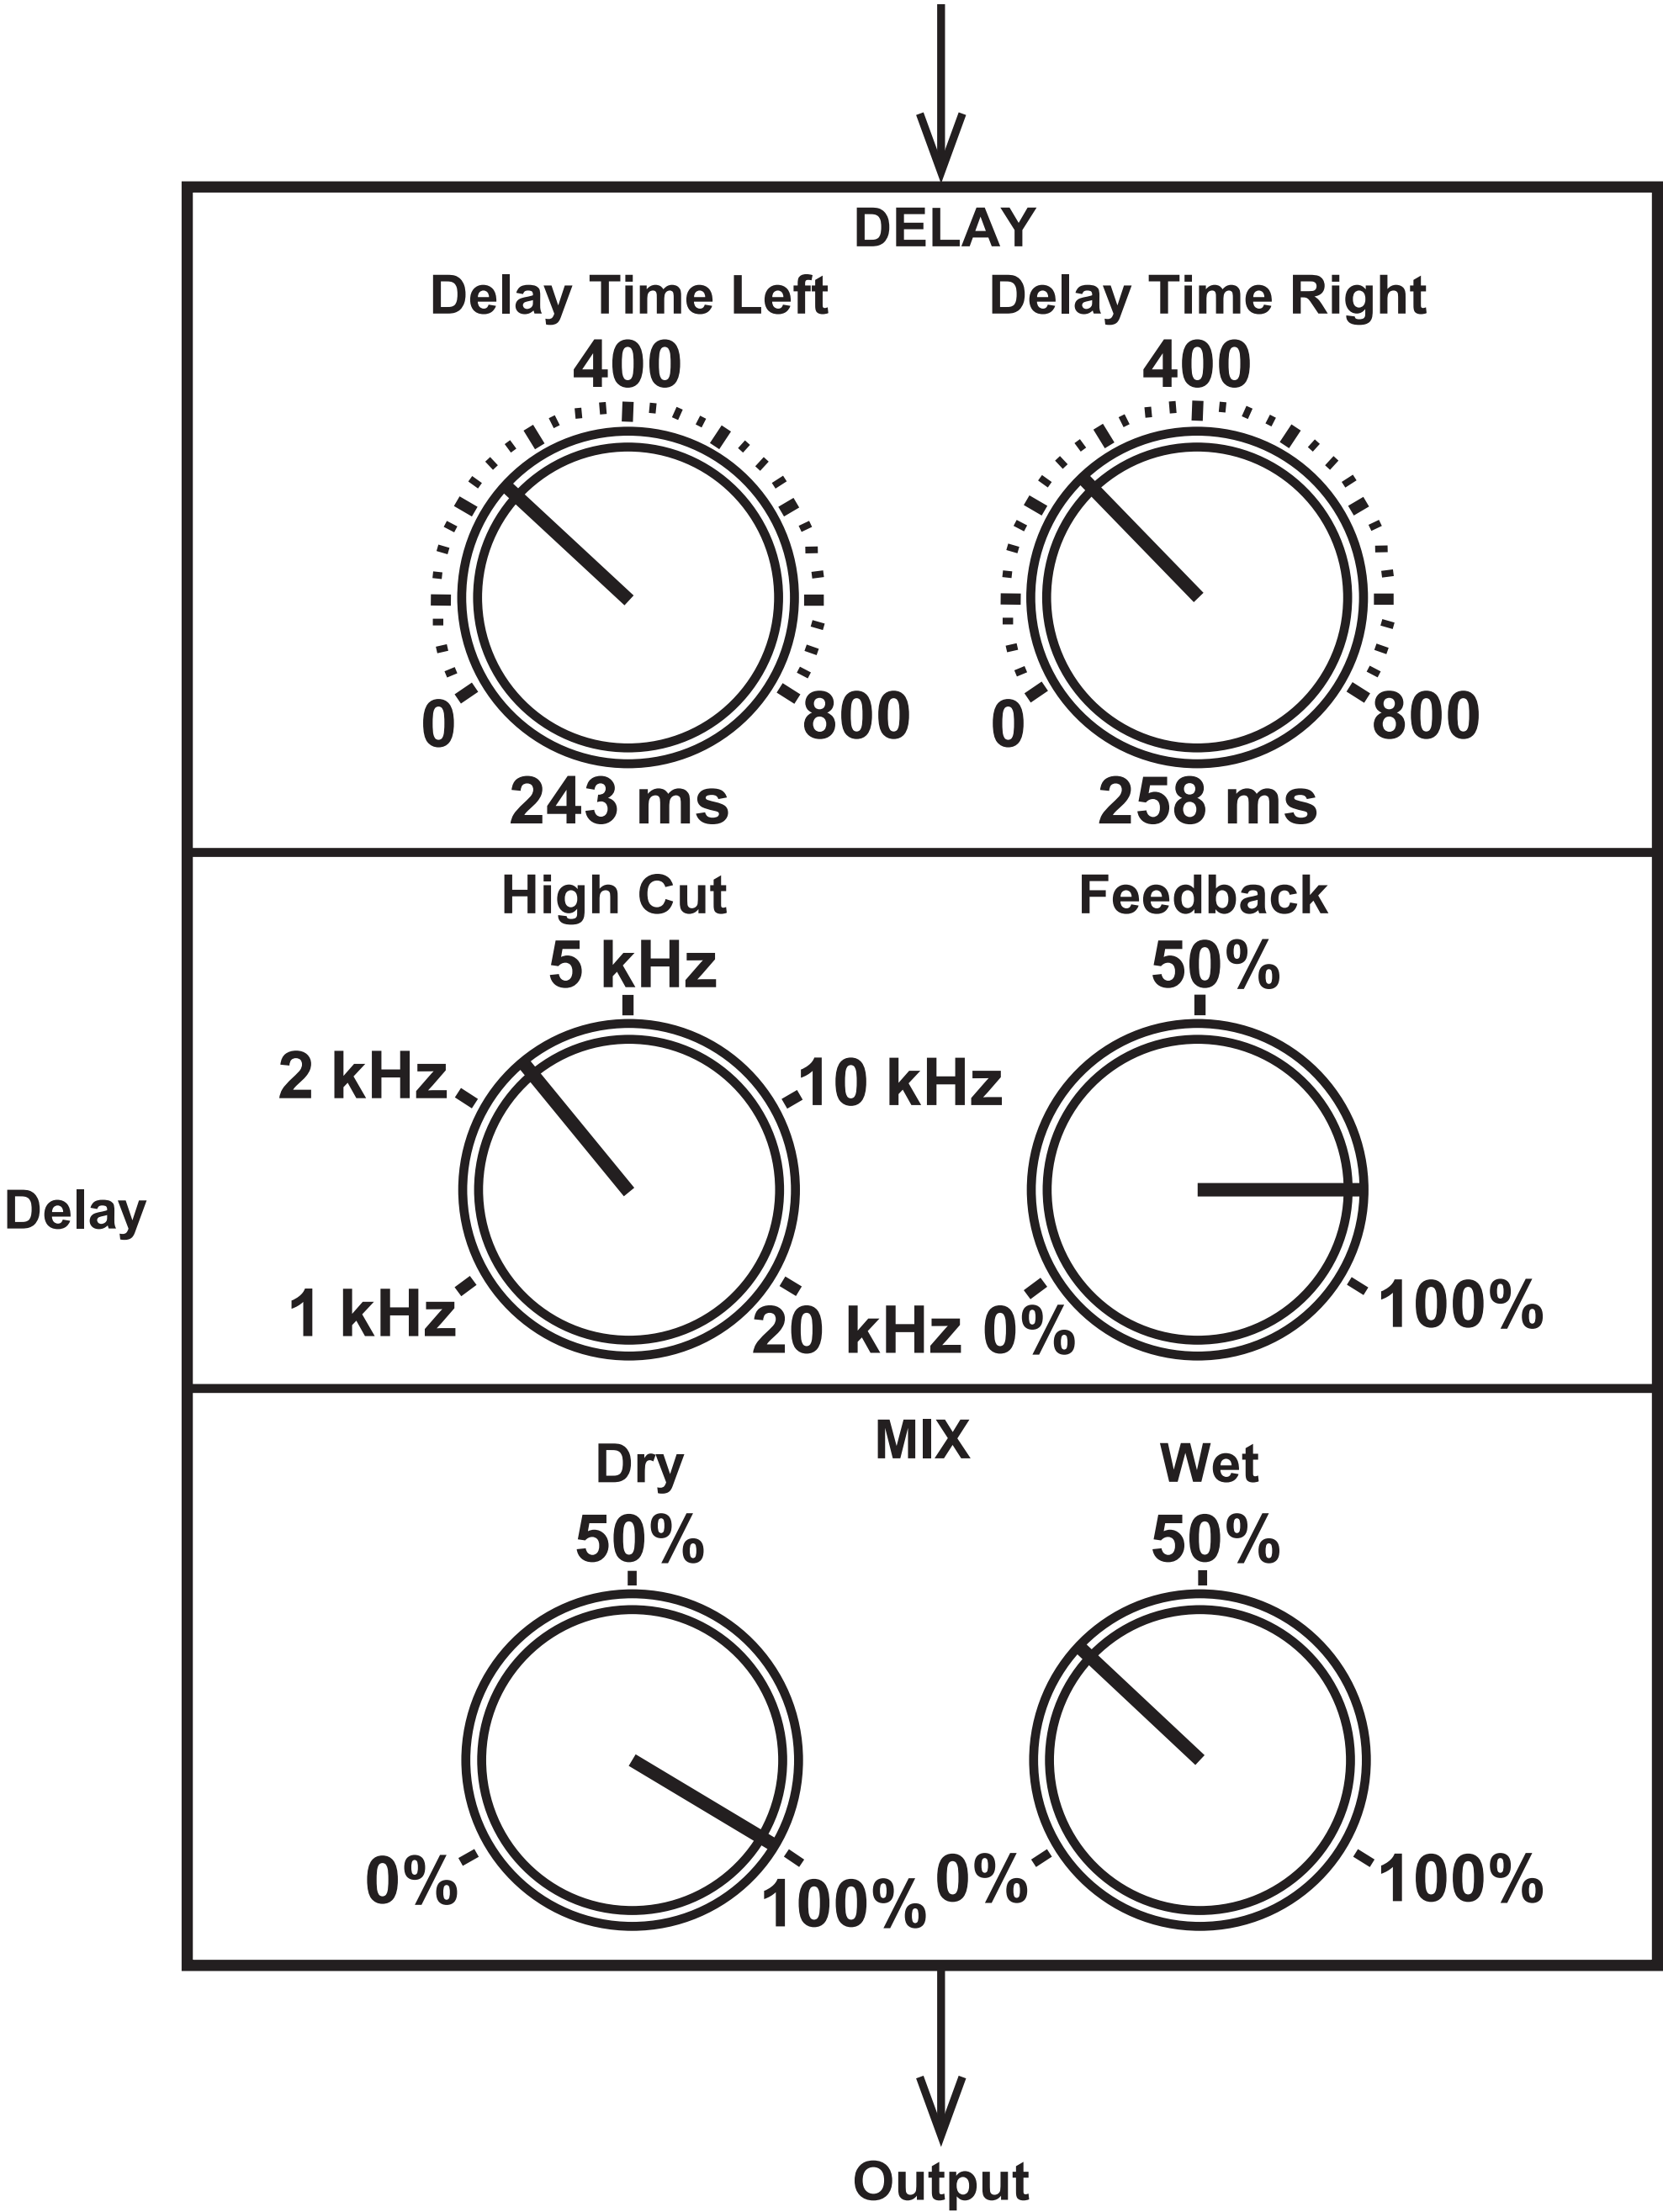 DELAY
Delay Time Left Delay Time Right
400 400
0 800 0 800
243 ms 258 ms
High Cut Feedback
5 kHz 50%
2 kHz 10 kHz
Delay
1 kHz 20 kHz 0% 100%
MIX
Dry Wet
50% 50%
0% 100% 0% 100%
Output